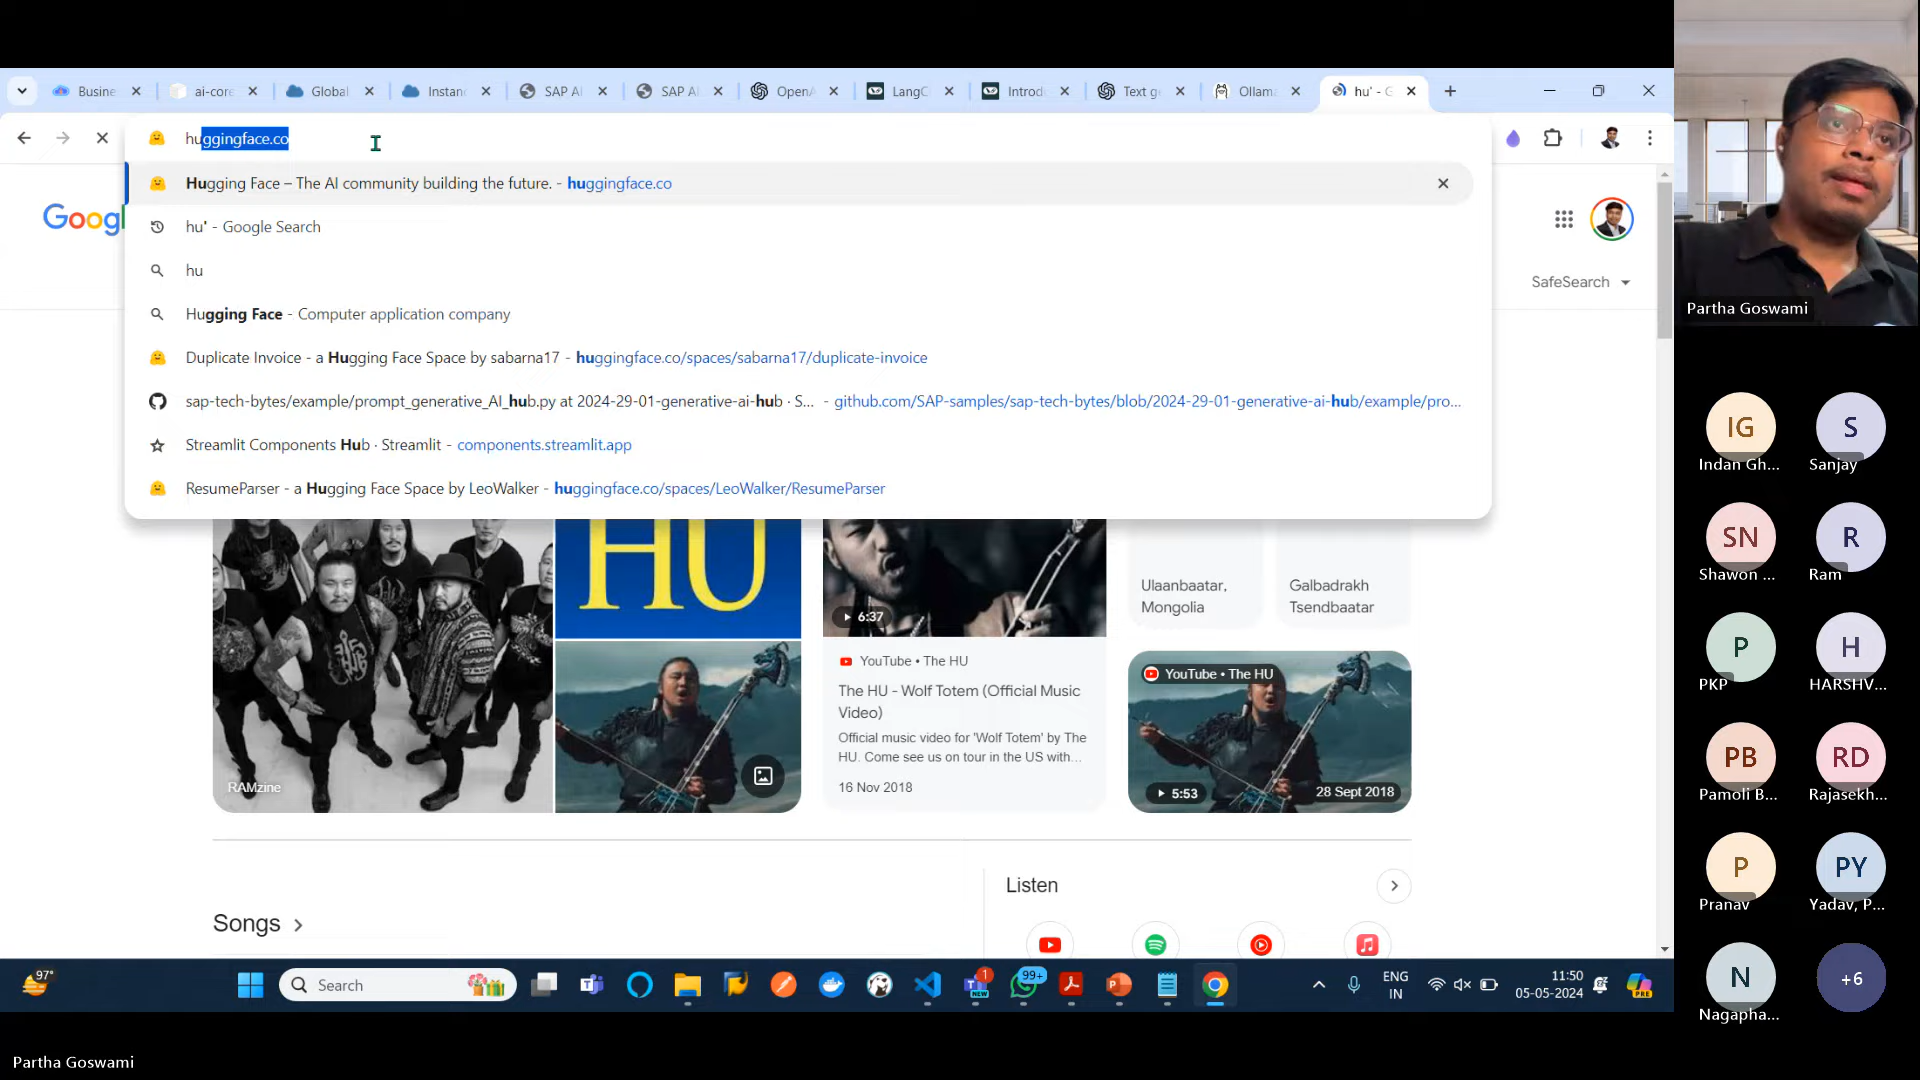 Busine
ai-core
Global
Instanc
SAP AI
SAP AI
OpenA
LangC
Introdu
Text ge
Ollama
hu' - G
huggingface.co
Hugging Face – The AI community building the future. - huggingface.co
hu' - Google Search
hu
Hugging Face - Computer application company
Duplicate Invoice - a Hugging Face Space by sabarna17 - huggingface.co/spaces/sabarna17/duplicate-invoice
sap-tech-bytes/example/prompt_generative_AI_hub.py at 2024-29-01-generative-ai-hub · S... - github.com/SAP-samples/sap-tech-bytes/blob/2024-29-01-generative-ai-hub/example/pro...
Streamlit Components Hub · Streamlit - components.streamlit.app
ResumeParser - a Hugging Face Space by LeoWalker - huggingface.co/spaces/LeoWalker/ResumeParser
Goog
SafeSearch
RAMzine
HU
6:37
YouTube • The HU
The HU - Wolf Totem (Official Music
Video)
Official music video for 'Wolf Totem' by The
HU. Come see us on tour in the US with...
16 Nov 2018
Ulaanbaatar,
Mongolia
Galbadrakh
Tsendbaatar
YouTube • The HU
5:53
28 Sept 2018
Songs
Listen
97°
Search
1
NEW
99+
ENG
IN
11:50
05-05-2024
PRE
Partha Goswami
IG
Indan Gh...
S
Sanjay
SN
Shawon ...
R
Ram
P
PKP
H
HARSHV...
PB
Pamoli B...
RD
Rajasekh...
P
Pranav
PY
Yadav, P...
N
Nagapha...
+6
Partha Goswami